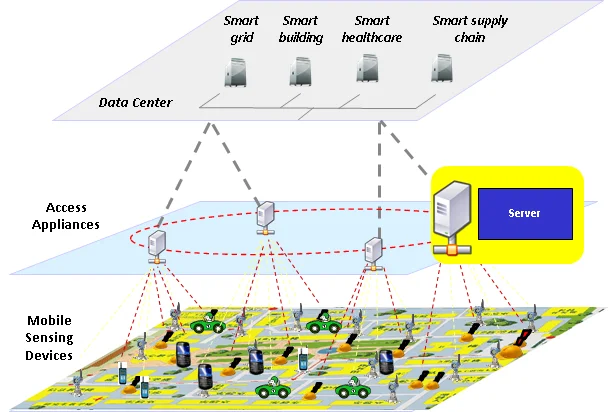 Smart
grid
Smart
building
Smart
healthcare
Smart supply
chain
Data Center
Access
Appliances
Server
Mobile
Sensing
Devices